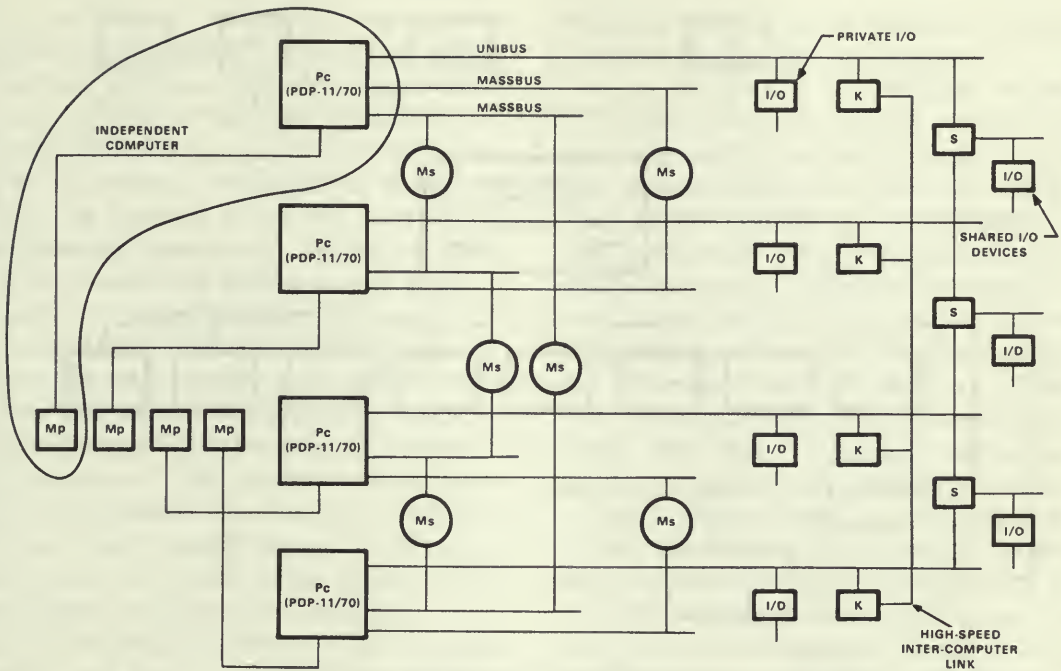 PRIVATE I/O
UNIBUS
Pc
(PDP-11/70)
MASSBUS
I/O
K
MASSBUS
INDEPENDENT
COMPUTER
S
Ms
Ms
I/O
Pc
(PDP-11/70)
SHARED I/O
DEVICES
I/O
K
S
I/O
Ms
Ms
Mp
Mp
Mp
Mp
Pc
(PDP-11/70)
I/O
K
S
Ms
Ms
I/O
Pc
(PDP-11/70)
I/O
K
HIGH-SPEED
INTER-COMPUTER
LINK